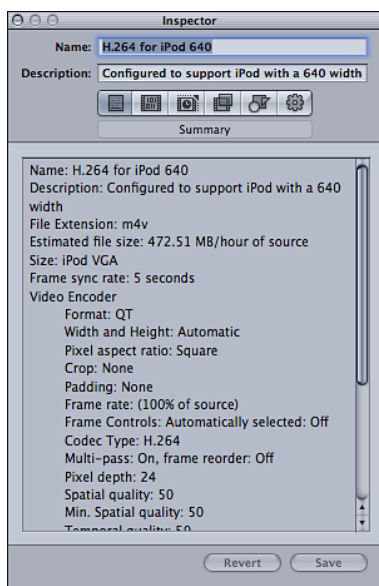 Inspector
Name: H.264 for iPod 640
Description: Configured to support iPod with a 640 width
Summary
Name: H.264 for iPod 640
Description: Configured to support iPod with a 640
width
File Extension: m4v
Estimated file size: 472.51 MB/hour of source
Size: iPod VGA
Frame sync rate: 5 seconds
Video Encoder
Format: QT
Width and Height: Automatic
Pixel aspect ratio: Square
Crop: None
Padding: None
Frame rate: (100% of source)
Frame Controls: Automatically selected: Off
Codec Type: H.264
Multi-pass: On, frame reorder: Off
Pixel depth: 24
Spatial quality: 50
Min. Spatial quality: 50
Temporal quality: 50
Revert Save